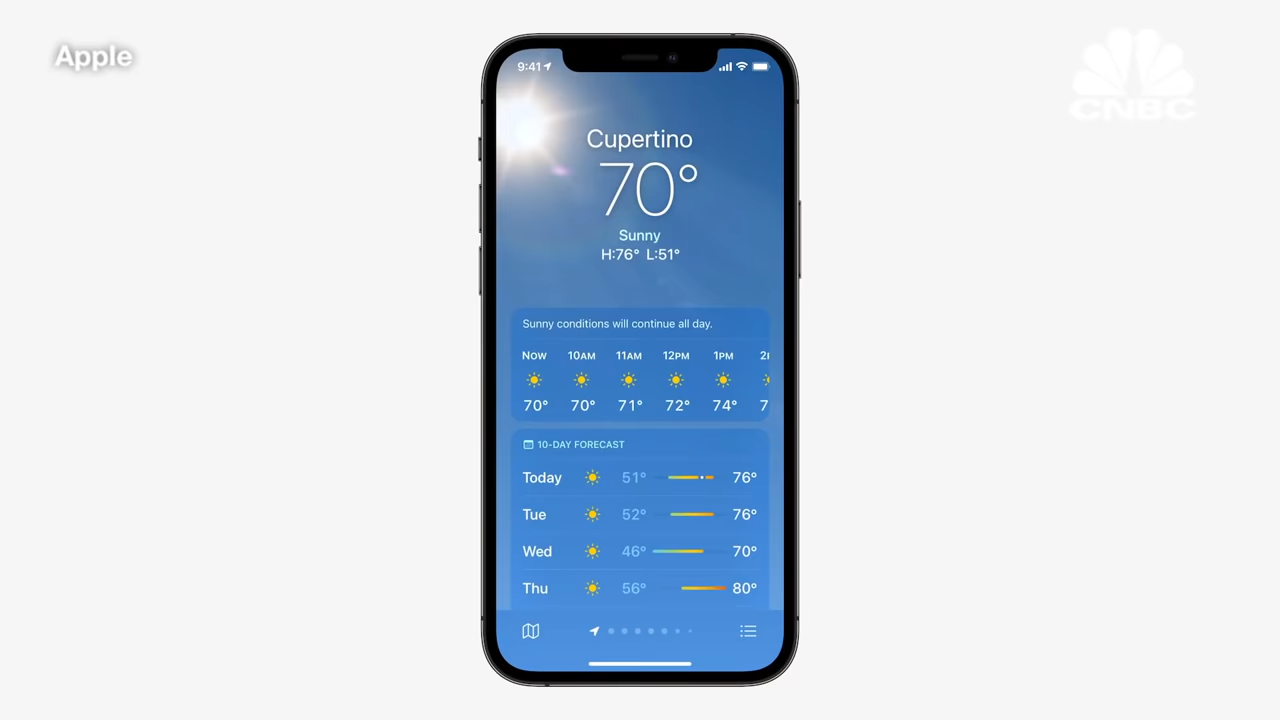 Apple
CNBC
9:41
Cupertino
70°
Sunny
H:76° L:51°
Sunny conditions will continue all day.
Now 10AM 11AM 12PM 1PM
70° 70° 71° 72° 74°
10-DAY FORECAST
Today 51° 76°
Tue 52° 76°
Wed 46° 70°
Thu 56° 80°